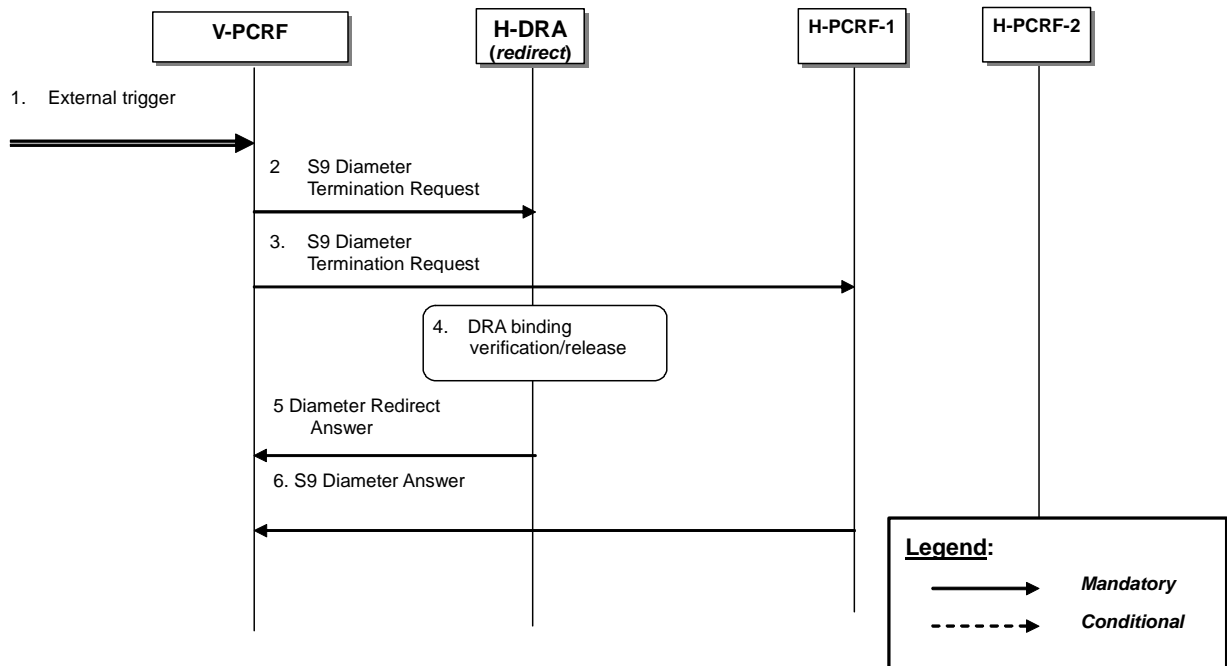 V-PCRF
H-DRA
(redirect)
H-PCRF-1
H-PCRF-2
1. External trigger
2 S9 Diameter
Termination Request
3. S9 Diameter
Termination Request
4. DRA binding
verification/release
5 Diameter Redirect
Answer
6. S9 Diameter Answer
Legend:
Mandatory
Conditional